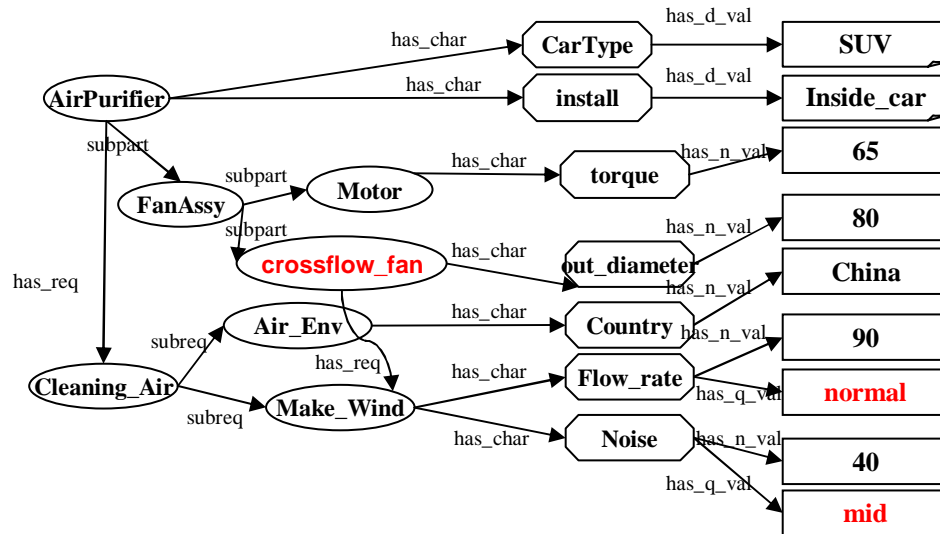 has_d_val
CarType
SUV
has_char
has_d_val
AirPurifier
has_char
install
Inside_car
subpart
has_n_val
65
has_char
subpart
Motor
torque
FanAssy
80
has_n_val
subpart
crossflow_fan
has_char
out_diameter
China
has_req
has_n_val
Air_Env
has_char
Country
has_n_val
90
subreq
has_req
has_char
Flow_rate
Cleaning_Air
has_q_val
normal
subreq
Make_Wind
has_char
Noise
has_n_val
40
has_q_val
mid